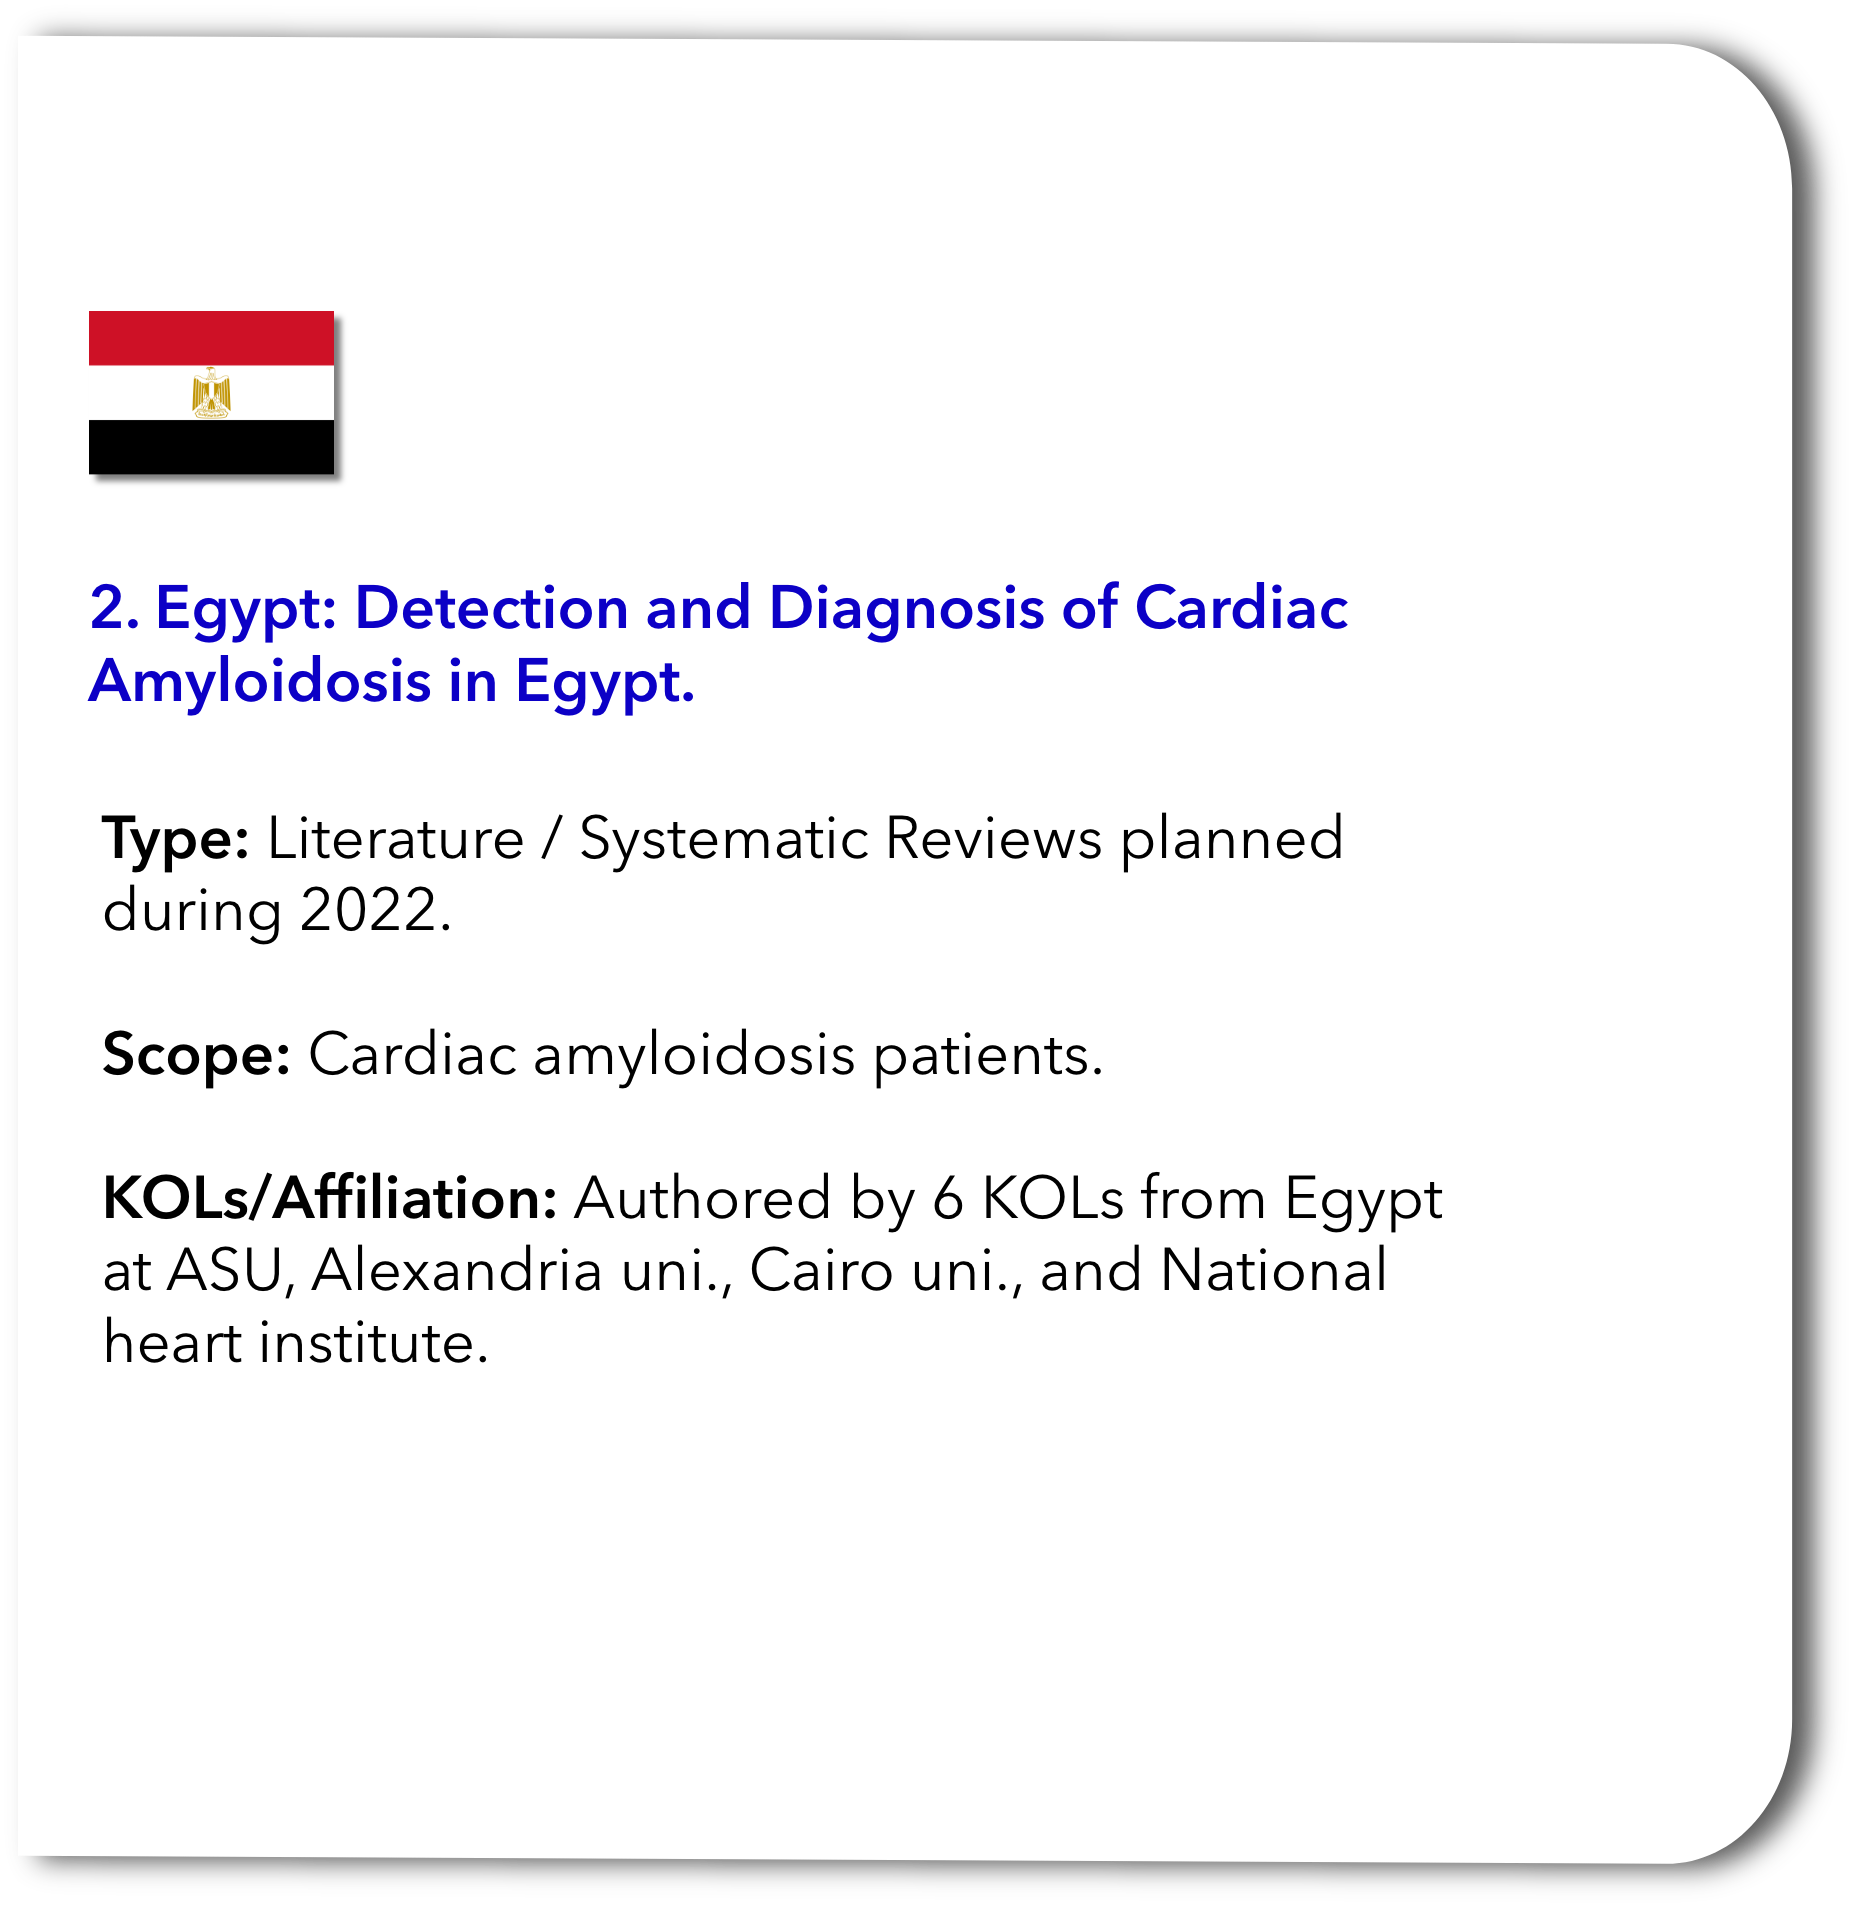 2. Egypt: Detection and Diagnosis of Cardiac
Amyloidosis in Egypt.
Type: Literature / Systematic Reviews planned
during 2022.
Scope: Cardiac amyloidosis patients.
KOLs/Affiliation: Authored by 6 KOLs from Egypt
at ASU, Alexandria uni., Cairo uni., and National
heart institute.